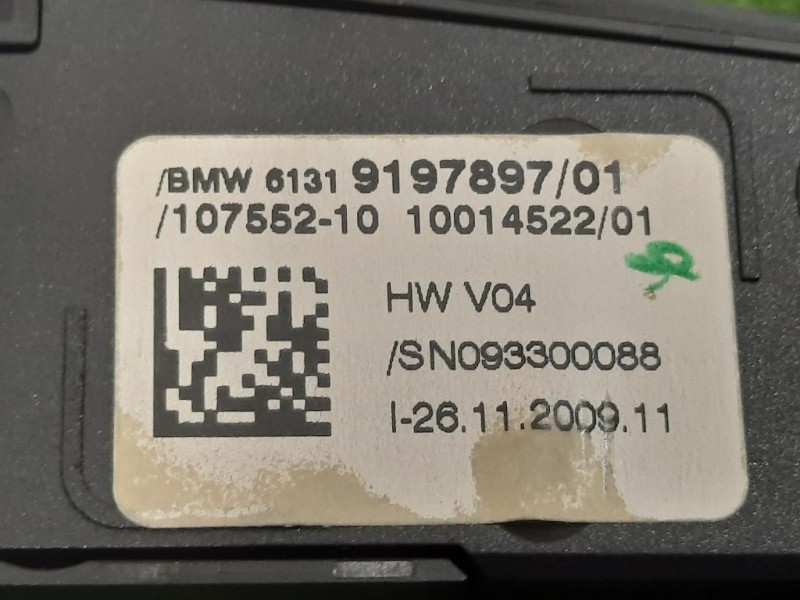 /BMW 6131 9197897/01
/107552-10 10014522/01
HW V04
/SN093300088
I-26.11.2009.11